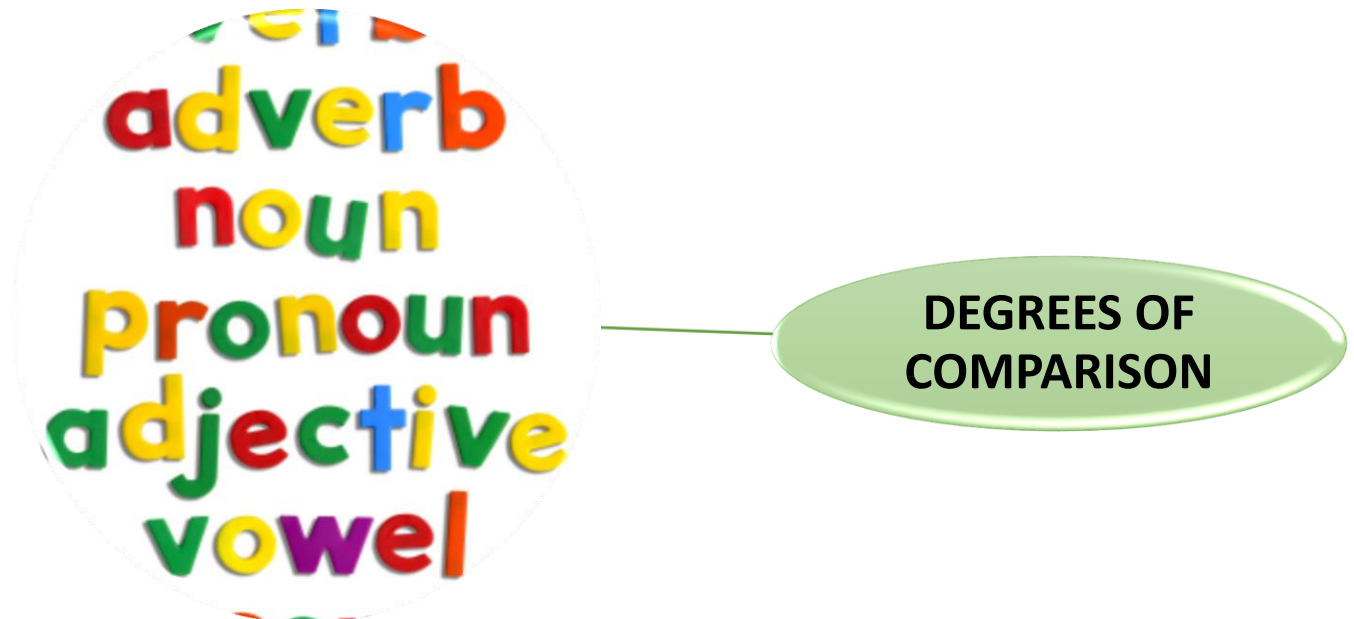 adverb
noun
pronoun
adjective
vowel
DEGREES OF
COMPARISON